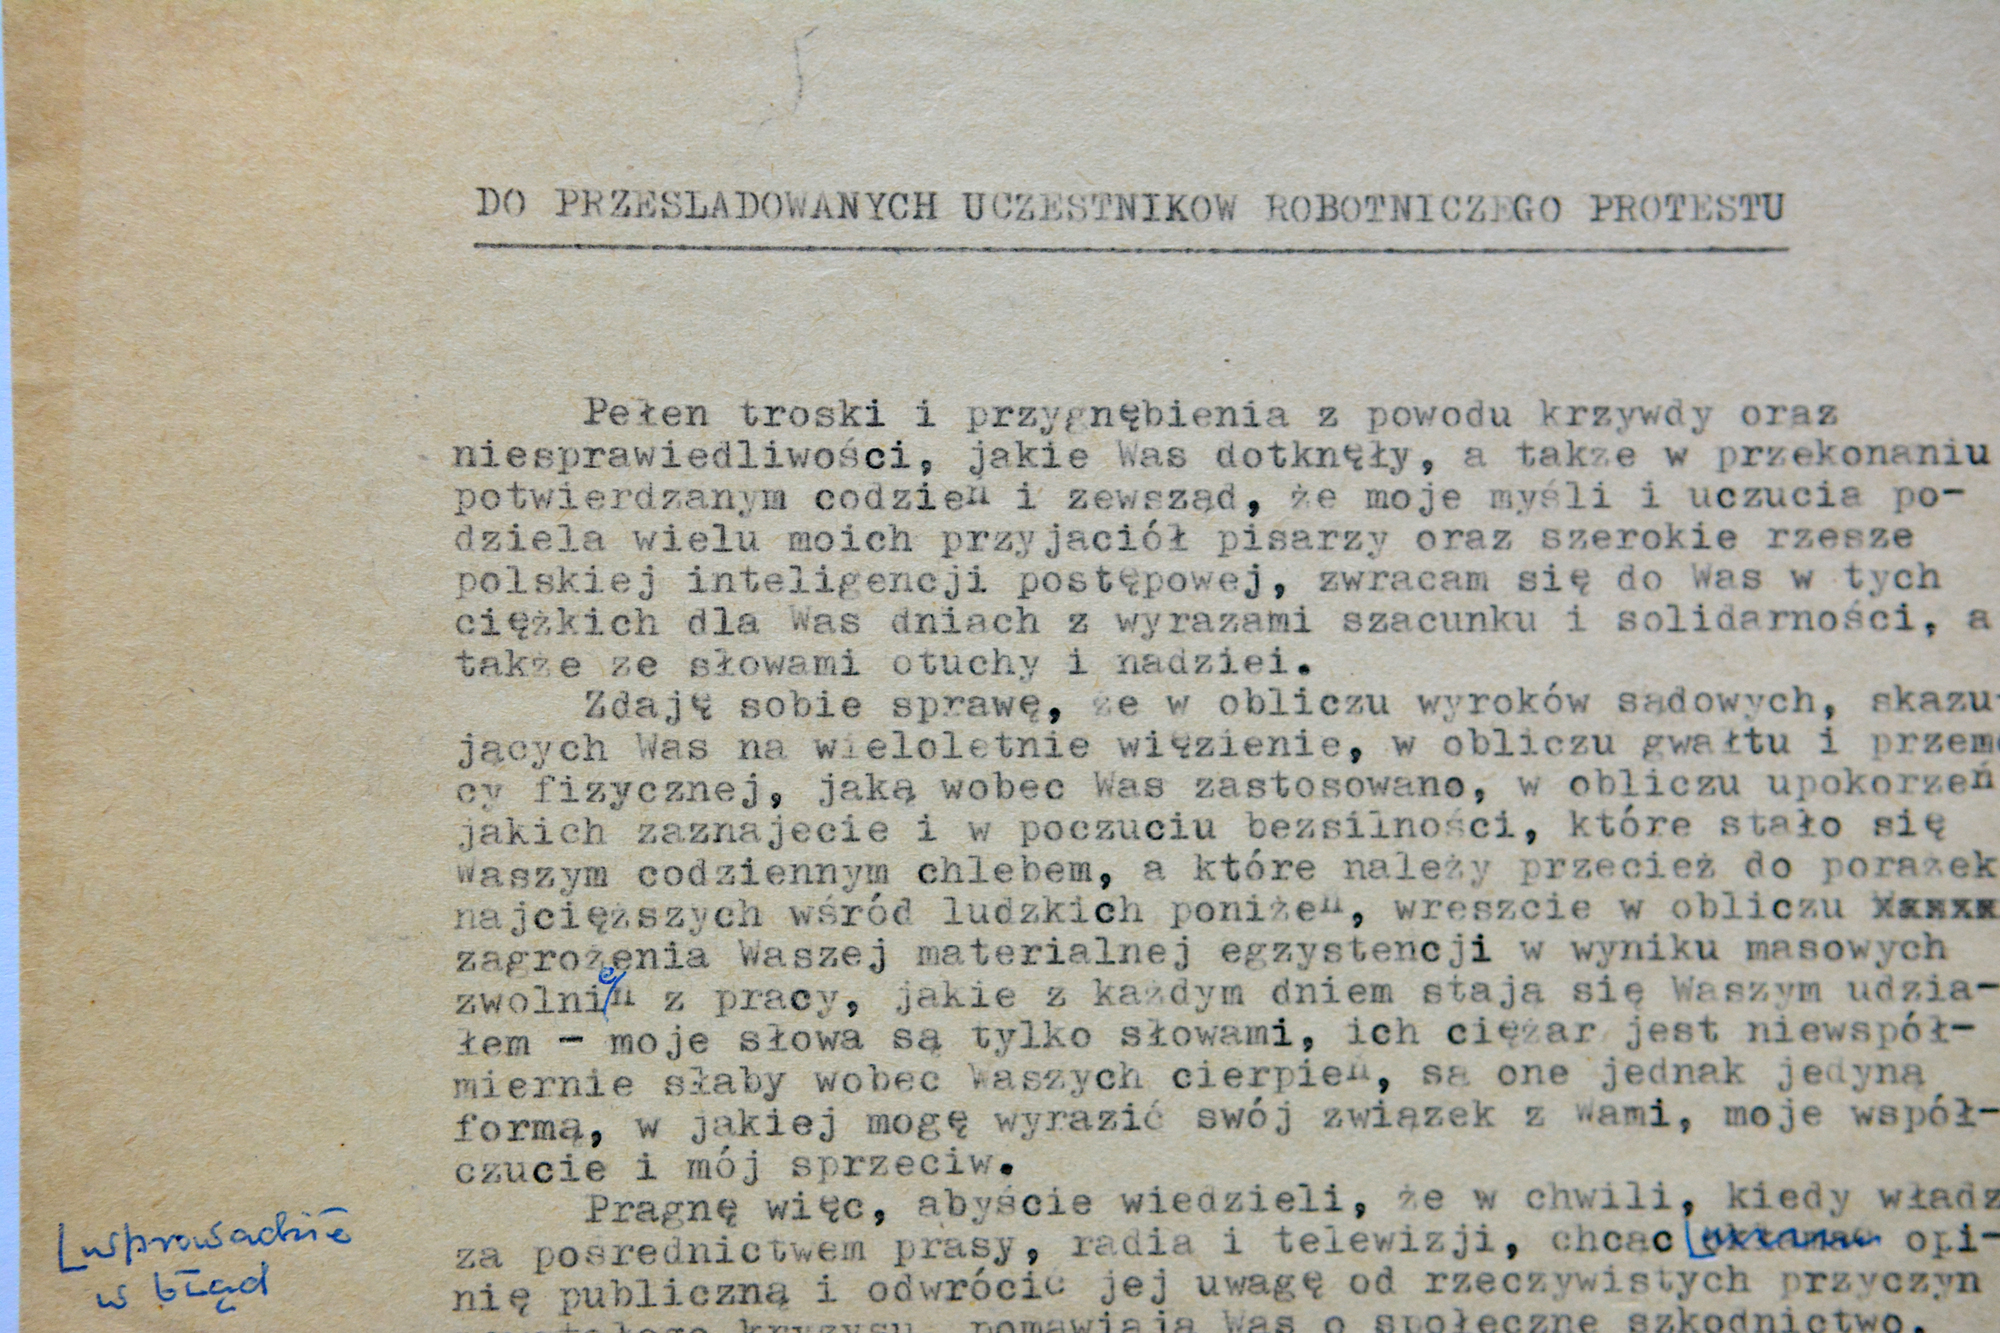 DO PRZESLADOWANYCH UCZESTNIKOW ROBOTNICZEGO PROTESTU
Pełen troski i przygnębienia z powodu krzywdy oraz
niesprawiedliwości, jakie Was dotknęły, a także w przekonaniu
potwierdzanym codzień i zewsząd, że moje myśli i uczucia po-
dziela wielu moich przyjaciół pisarzy oraz szerokie rzesze
polskiej inteligencji postępowej, zwracam się do Was w tych
ciężkich dla Was dniach z wyrazami szacunku i solidarności, a
także ze słowami otuchy i nadziei.
Zdaję sobie sprawę, że w obliczu wyroków sądowych, skazu-
jących Was na wieloletnie więzienie, w obliczu gwałtu i przemo
cy fizycznej, jaką wobec Was zastosowano, w obliczu upokorzeń
jakich zaznajecie i w poczuciu bezsilności, które stało się
Waszym codziennym chlebem, a które należy przecież do porażek
najcięższych wśród ludzkich poniżeń, wreszcie w obliczu
zagrożenia Waszej materialnej egzystencji w wyniku masowych
zwolnień z pracy, jakie z każdym dniem stają się Waszym udzia-
łem - moje słowa są tylko słowami, ich ciężar jest niewspół-
miernie słaby wobec Waszych cierpień, są one jednak jedyną
formą, w jakiej mogę wyrazić swój związek z Wami, moje współ-
czucie i mój sprzeciw.
Pragnę więc, abyście wiedzieli, że w chwili, kiedy władz
za pośrednictwem prasy, radia i telewizji, chcąc opi-
wprowadzić
w błąd
nię publiczną i odwrócić jej uwagę od rzeczywistych przyczyn
kryzysu, pomawiają Was o społeczne szkodnictwo,